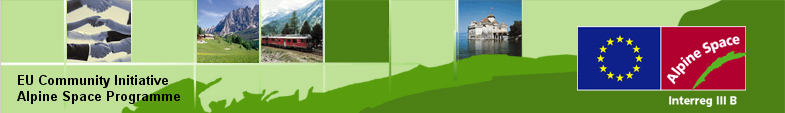 EU Community Initiative
Alpine Space Programme
Alpine Space
Interreg III B